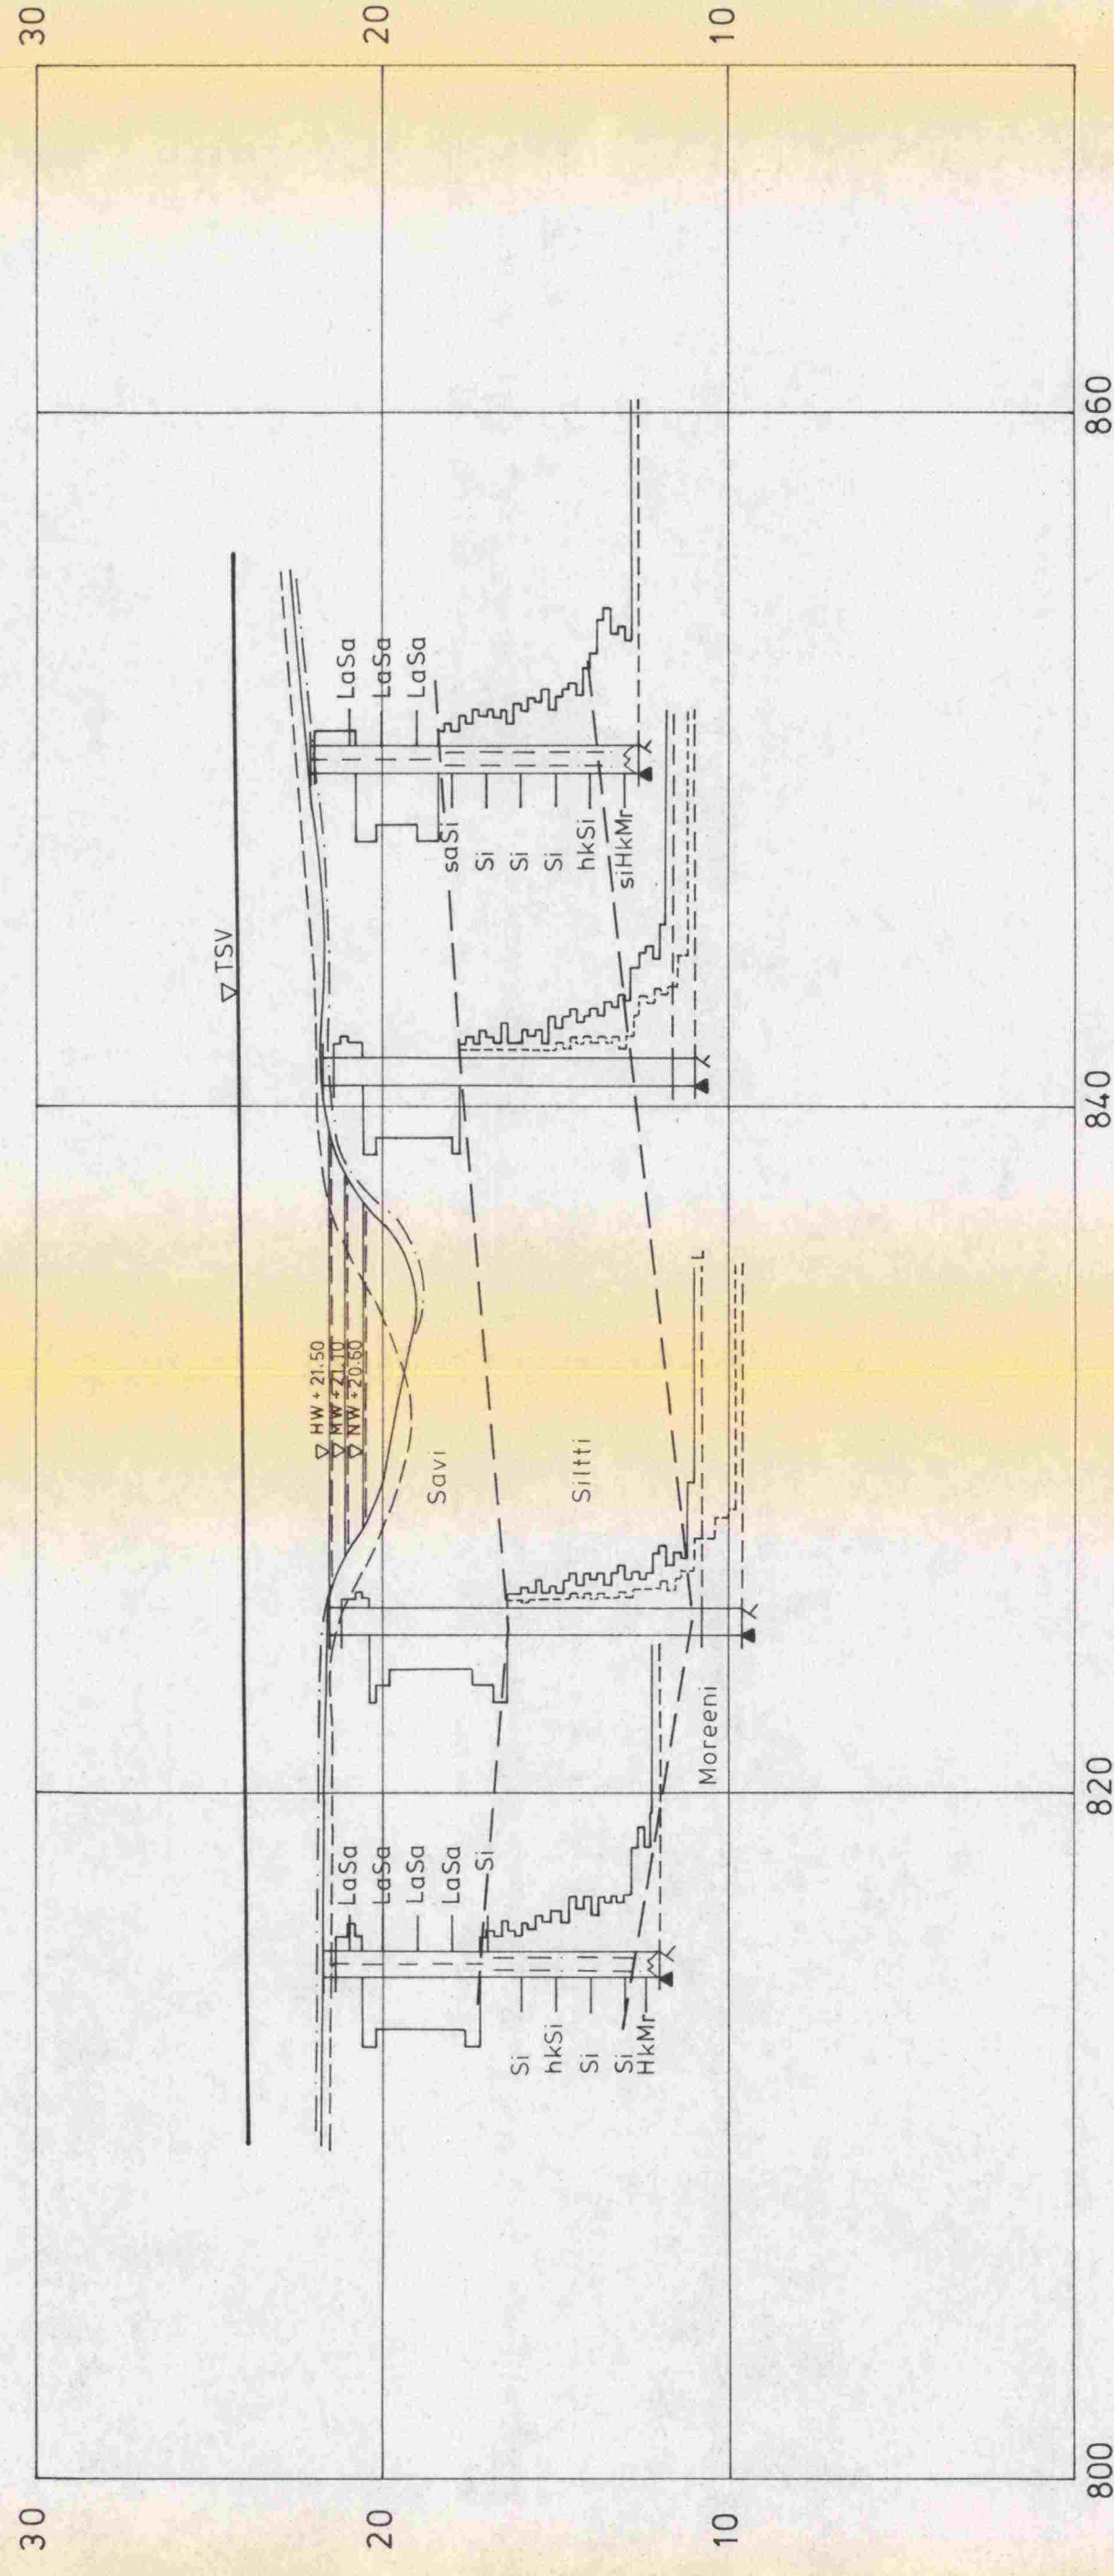 30
20
10
30
20
10
800
820
840
860
▽ TSV
▽ HW + 21.50
▽ MW + 21.10
▽ NW + 20.60
LaSa
LaSa
LaSa
LaSa
Si
Si
hkSi
Si
Si
HkMr
Savi
Siltti
Moreeni
LaSa
LaSa
LaSa
saSi
Si
Si
Si
hkSi
siHkMr